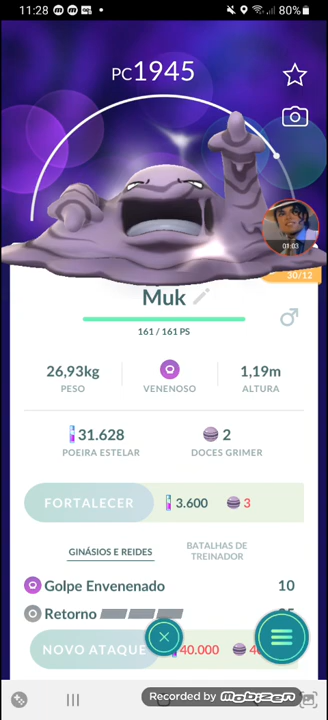 11:28
80%
PC1945
01:03
30/12
Muk
161 / 161 PS
26,93kg
PESO
VENENOSO
1,19m
ALTURA
31.628
POEIRA ESTELAR
2
DOCES GRIMER
FORTALECER
3.600
3
GINÁSIOS E REIDES
BATALHAS DE
TREINADOR
Golpe Envenenado
10
Retorno
NOVO ATAQUE
40.000
Recorded by mobizen